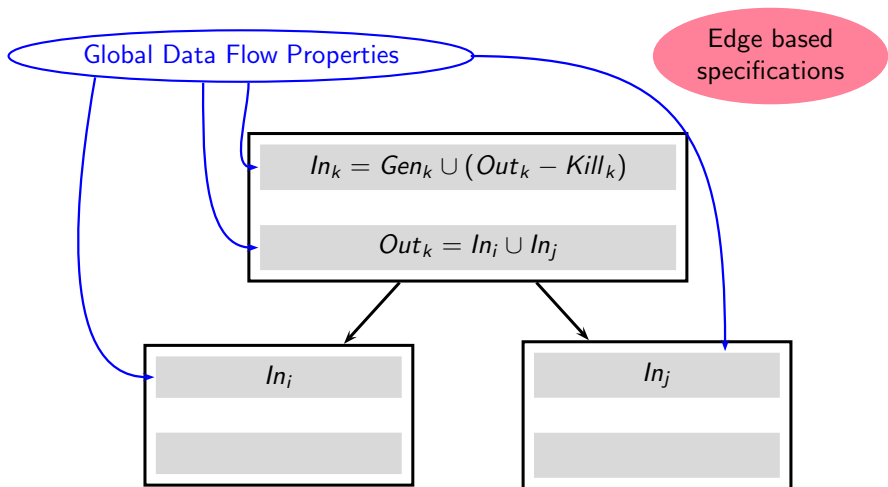 Global Data Flow Properties
Edge based
specifications
In_k = Gen_k ∪ (Out_k − Kill_k)
Out_k = In_i ∪ In_j
In_i
In_j